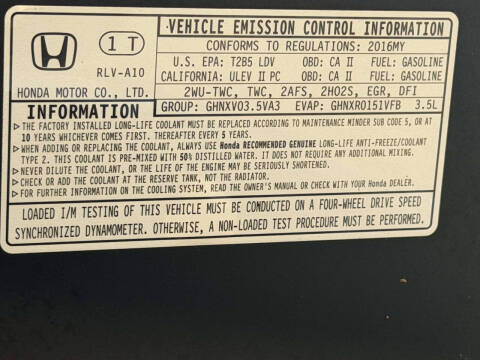 1 T
RLV-A10
HONDA MOTOR CO., LTD.
VEHICLE EMISSION CONTROL INFORMATION
CONFORMS TO REGULATIONS: 2016MY
U.S. EPA: T2B5 LDV OBD: CA II FUEL: GASOLINE
CALIFORNIA: ULEV II PC OBD: CA II FUEL: GASOLINE
2WU-TWC, TWC, 2AFS, 2HO2S, EGR, DFI
GROUP: GHNXV03.5VA3 EVAP: GHNXR0151VFB 3.5L
INFORMATION
▷THE FACTORY INSTALLED LONG-LIFE COOLANT MUST BE REPLACED ACCORDING TO MAINTENANCE MINDER SUB CODE 5, OR AT
10 YEARS WHICHEVER COMES FIRST. THEREAFTER EVERY 5 YEARS.
▷WHEN ADDING OR REPLACING THE COOLANT, ALWAYS USE Honda RECOMMENDED GENUINE LONG-LIFE ANTI-FREEZE/COOLANT
TYPE 2. THIS COOLANT IS PRE-MIXED WITH 50% DISTILLED WATER. IT DOES NOT REQUIRE ANY ADDITIONAL MIXING.
▷NEVER DILUTE THE COOLANT, OR THE LIFE OF THE ENGINE MAY BE SERIOUSLY SHORTENED.
▷CHECK OR ADD THE COOLANT AT THE RESERVE TANK, NOT THE RADIATOR.
▷FOR FURTHER INFORMATION ON THE COOLING SYSTEM, READ THE OWNER'S MANUAL OR CHECK WITH YOUR Honda DEALER.
LOADED I/M TESTING OF THIS VEHICLE MUST BE CONDUCTED ON A FOUR-WHEEL DRIVE SPEED
SYNCHRONIZED DYNAMOMETER. OTHERWISE, A NON-LOADED TEST PROCEDURE MUST BE PERFORMED.